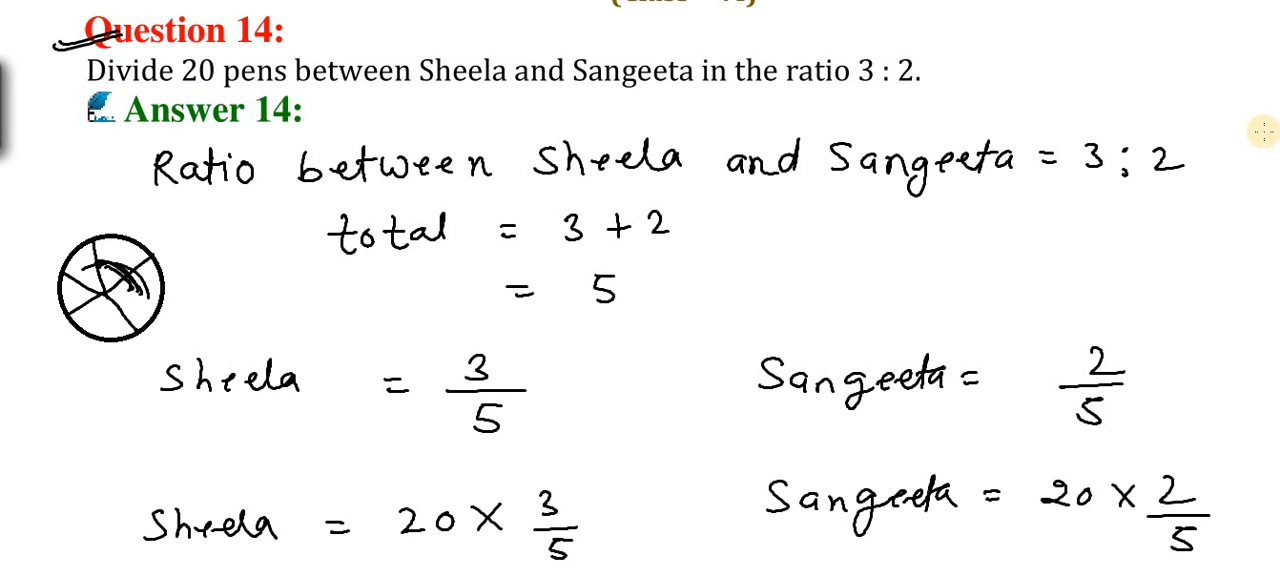 Question 14:
Divide 20 pens between Sheela and Sangeeta in the ratio 3 : 2.
Answer 14:
Ratio between Sheela and Sangeeta = 3 : 2
total = 3 + 2
= 5
Sheela = 3/5 Sangeeta = 2/5
Sheela = 20 × 3/5 Sangeeta = 20 × 2/5